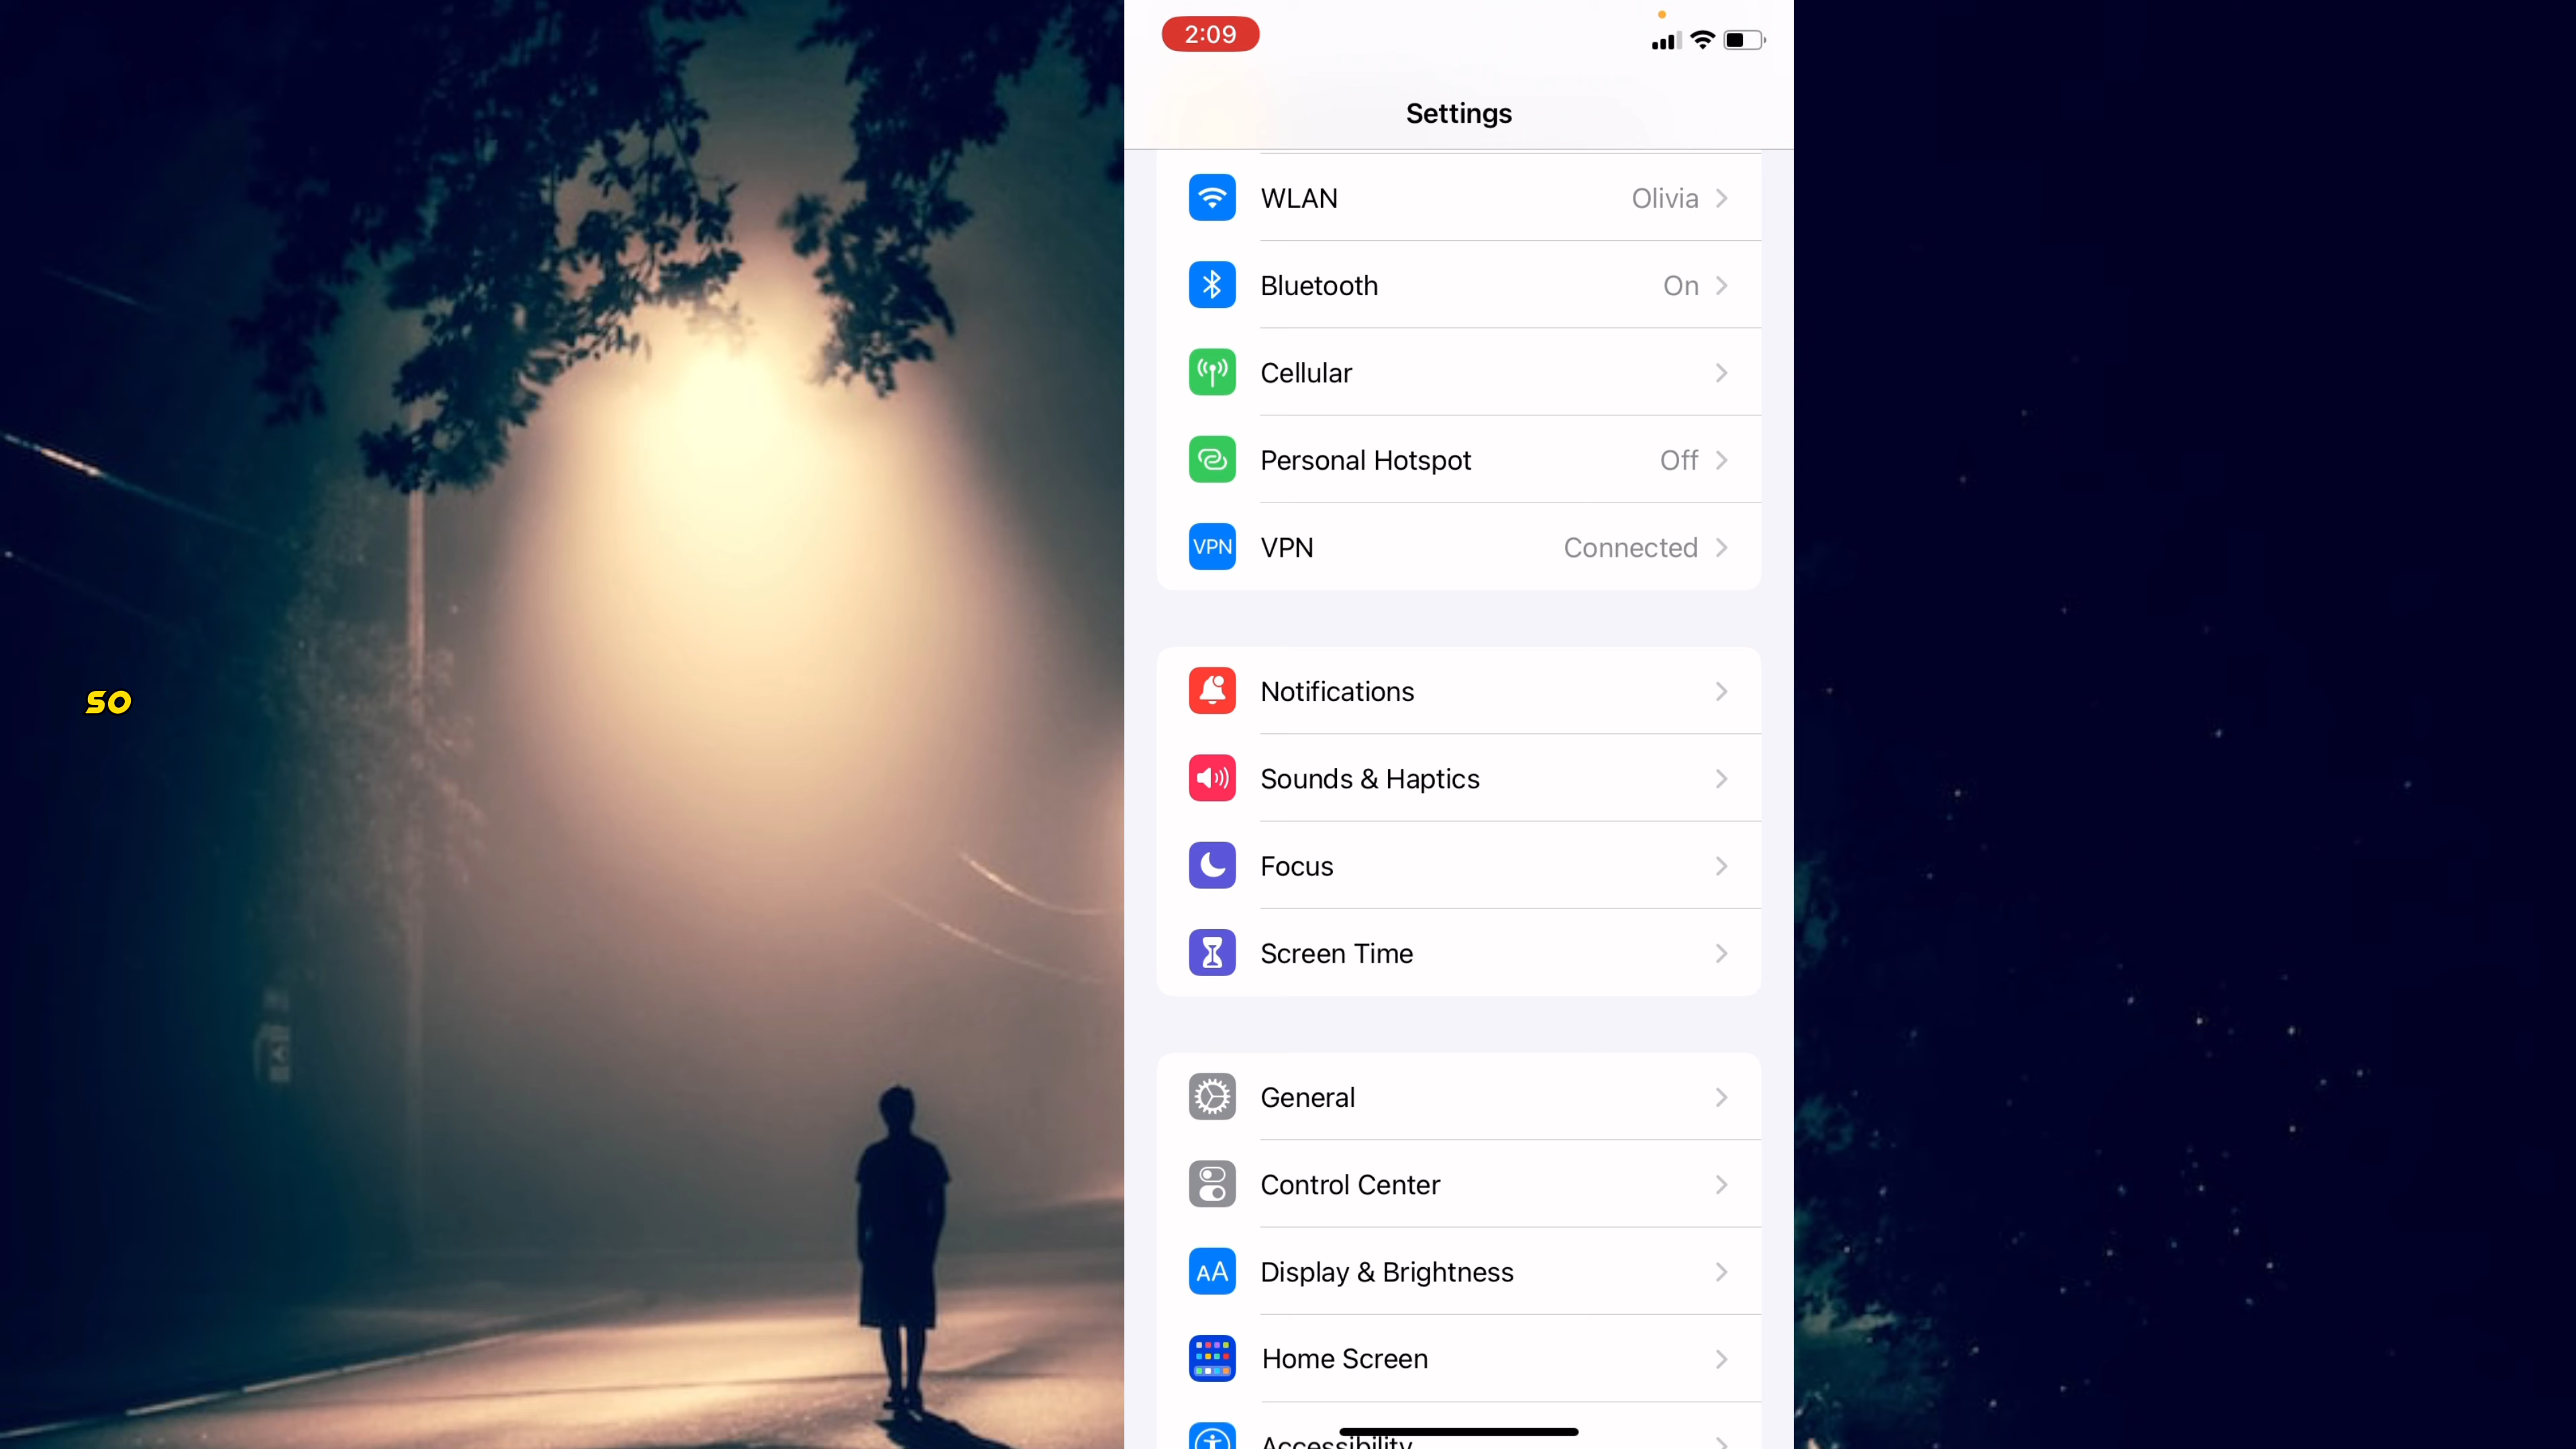 SO
2:09
Settings
WLAN Olivia
Bluetooth On
Cellular
Personal Hotspot Off
VPN VPN Connected
Notifications
Sounds & Haptics
Focus
Screen Time
General
Control Center
AA Display & Brightness
Home Screen
Accessibility